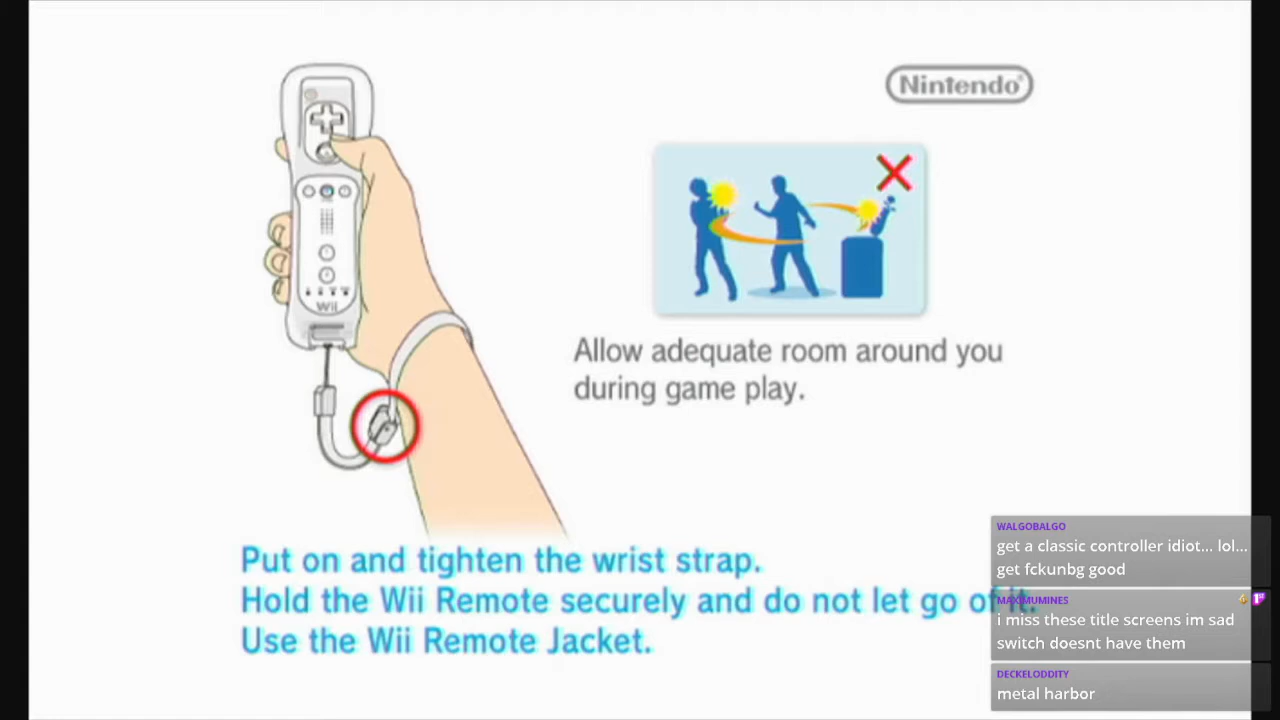 Nintendo®
Wii
Allow adequate room around you
during game play.
Put on and tighten the wrist strap.
Hold the Wii Remote securely and do not let go of it.
Use the Wii Remote Jacket.
WALGOBALGO
get a classic controller idiot... lol...
get fckunbg good
MAXIMUMINES
i miss these title screens im sad
switch doesnt have them
DECKELODDITY
metal harbor